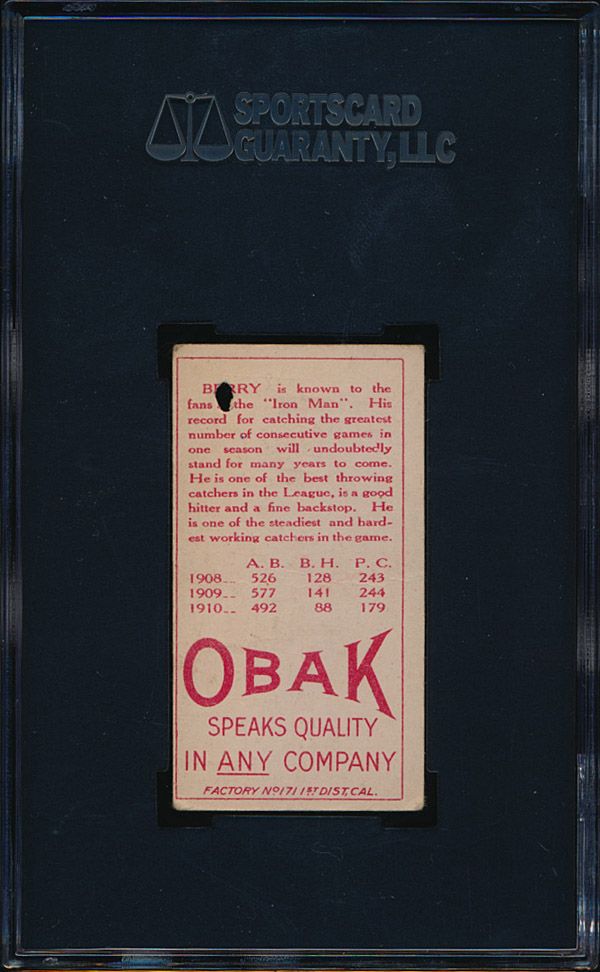 SPORTSCARD
GUARANTY, LLC
BERRY is known to the
fans the "Iron Man". His
record for catching the greatest
number of consecutive games in
one season will undoubtedly
stand for many years to come.
He is one of the best throwing
catchers in the League, is a good
hitter and a fine backstop. He
is one of the steadiest and hard-
est working catchers in the game.
A. B. B. H. P. C.
1908-- 526 128 243
1909-- 577 141 244
1910-- 492 88 179
OBAK
SPEAKS QUALITY
IN ANY COMPANY
FACTORY No 171 1ST DIST, CAL.